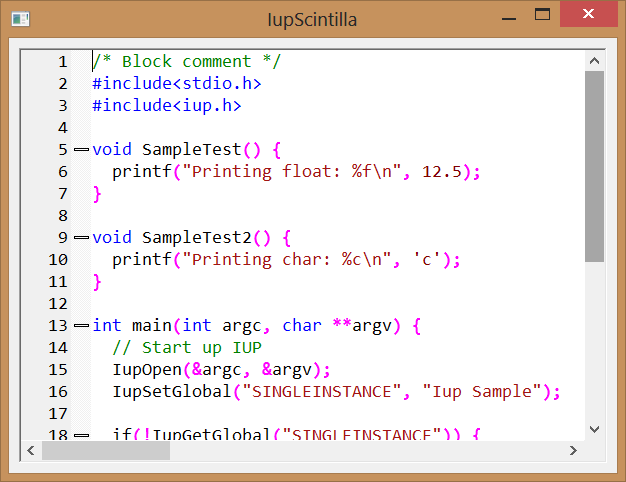 IupScintilla
1 /* Block comment */
2 #include<stdio.h>
3 #include<iup.h>
4
5 void SampleTest() {
6   printf("Printing float: %f\n", 12.5);
7 }
8
9 void SampleTest2() {
10   printf("Printing char: %c\n", 'c');
11 }
12
13 int main(int argc, char **argv) {
14   // Start up IUP
15   IupOpen(&argc, &argv);
16   IupSetGlobal("SINGLEINSTANCE", "Iup Sample");
17
18   if(!IupGetGlobal("SINGLEINSTANCE")) {